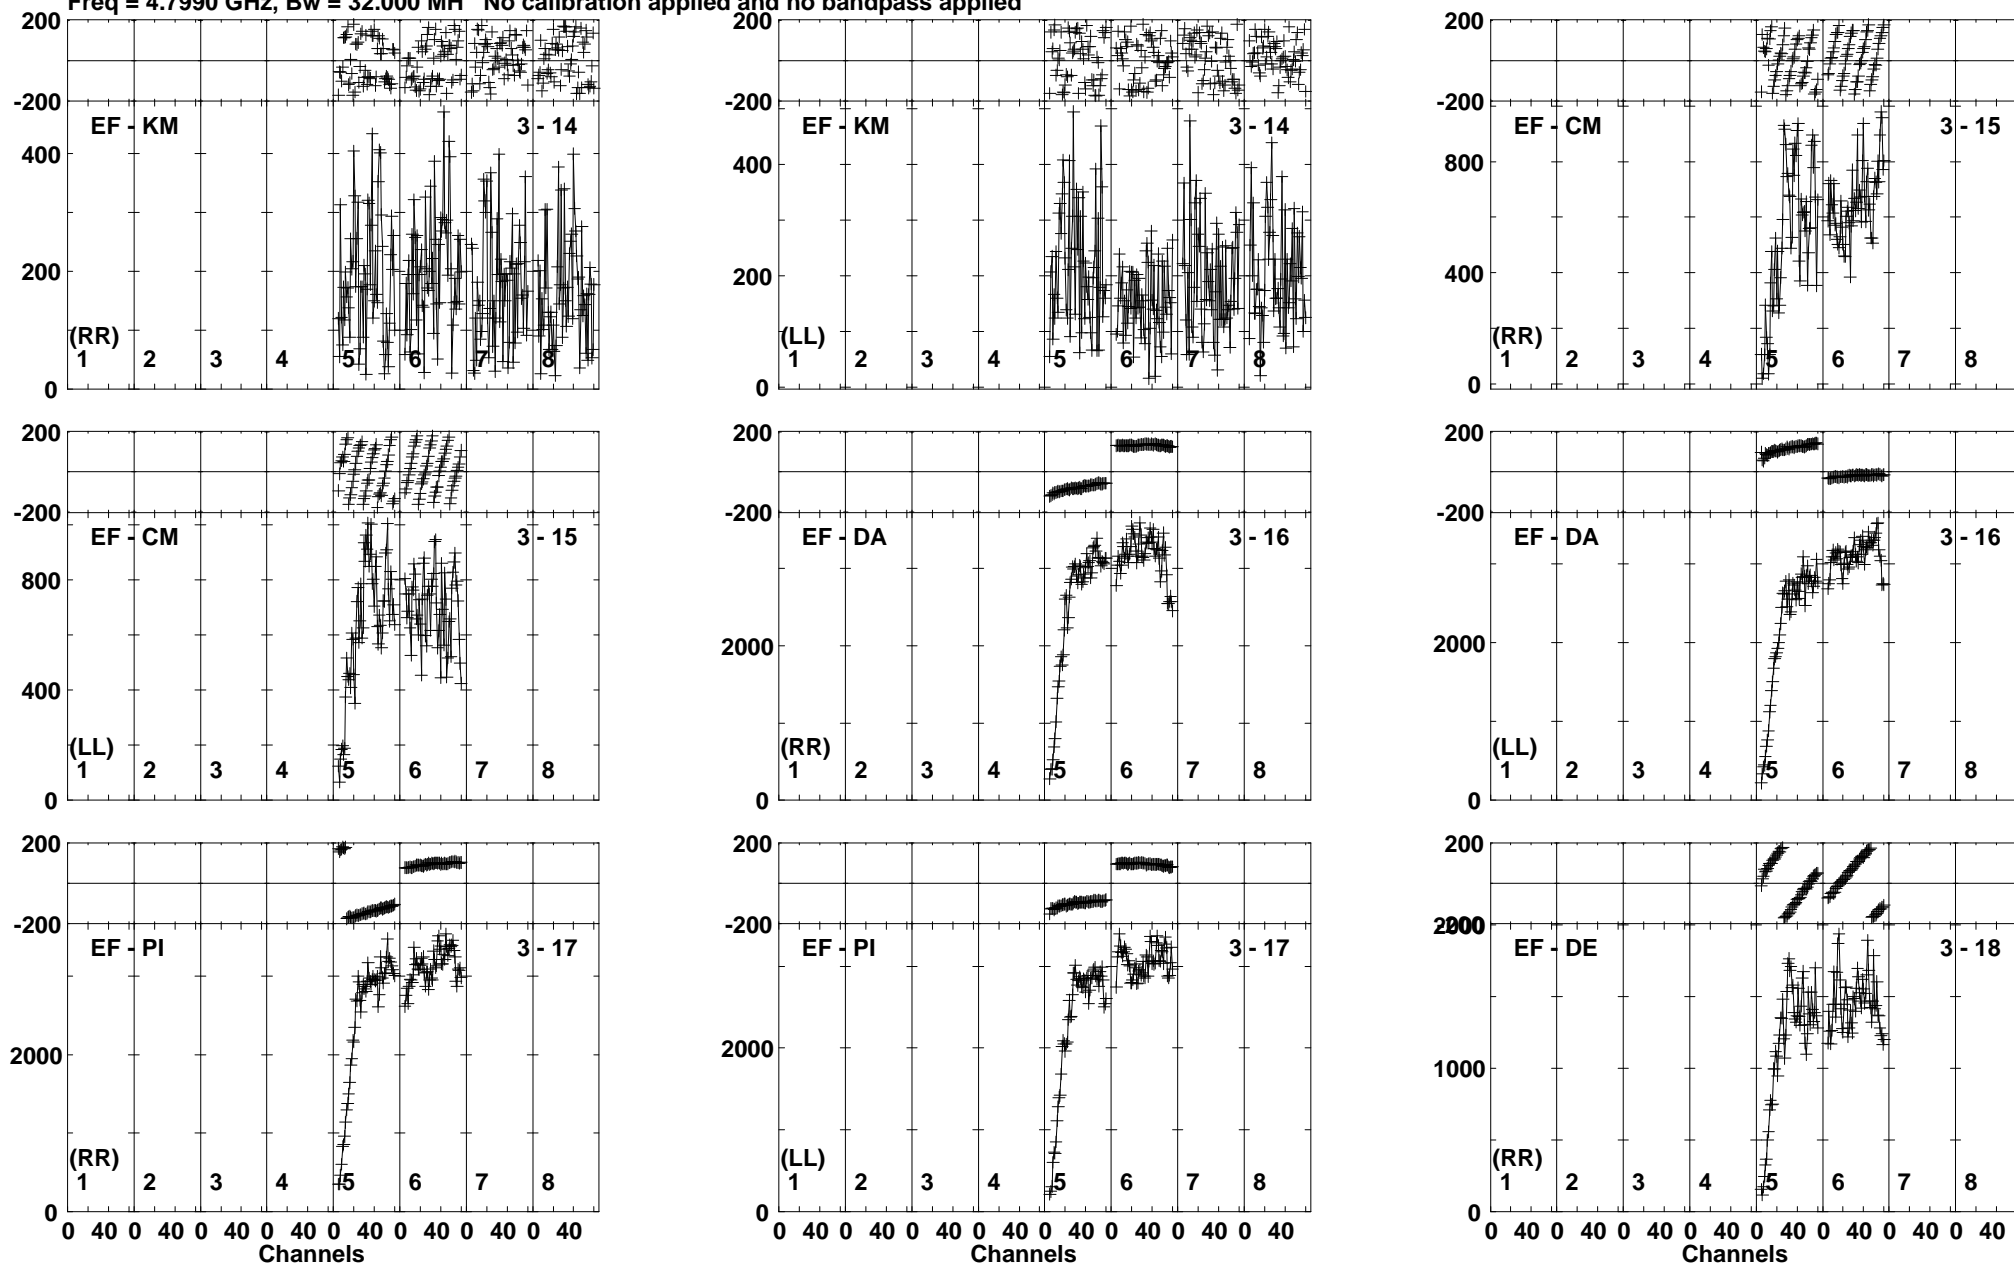 Freq = 4.7990 GHz, Bw = 32.000 MH No calibration applied and no bandpass applied
200 200 200
-200 -200 -200
EF - KM 3 - 14 EF - KM 3 - 14 EF - CM 3 - 15
400 400 800
200 200 400
(RR) (LL) (RR)
1 2 3 4 5 6 7 8 1 2 3 4 5 6 7 8 1 2 3 4 5 6 7 8
0 0 0
200 200 200
-200 -200 -200
EF - CM 3 - 15 EF - DA 3 - 16 EF - DA 3 - 16
800
2000 2000
400
(LL) (RR) (LL)
1 2 3 4 5 6 7 8 1 2 3 4 5 6 7 8 1 2 3 4 5 6 7 8
0 0 0
200 200 200
-200 -200 -200
2000
EF - PI 3 - 17 EF - PI 3 - 17 EF - DE 3 - 18
2000 2000 1000
(RR) (LL) (RR)
1 2 3 4 5 6 7 8 1 2 3 4 5 6 7 8 1 2 3 4 5 6 7 8
0 0 0
0 40 0 40 0 40 0 40 0 40 0 40 0 40 0 40 0 40 0 40 0 40 0 40 0 40 0 40 0 40 0 40 0 40 0 40 0 40 0 40 0 40 0 40 0 40 0 40
Channels Channels Channels